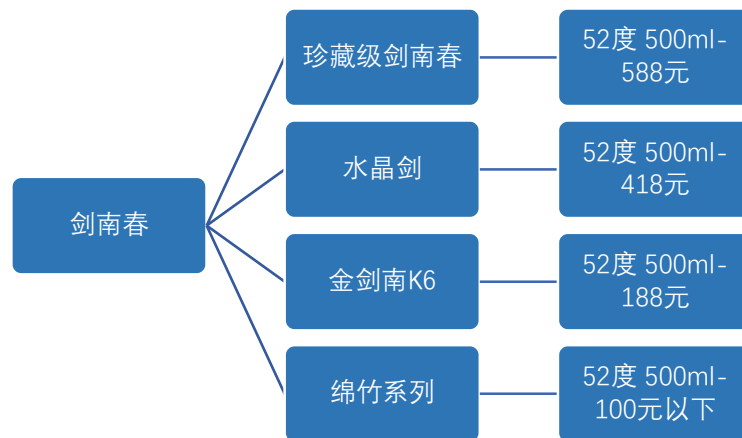 剑南春
珍藏级剑南春
52度 500ml-
588元
水晶剑
52度 500ml-
418元
金剑南K6
52度 500ml-
188元
绵竹系列
52度 500ml-
100元以下